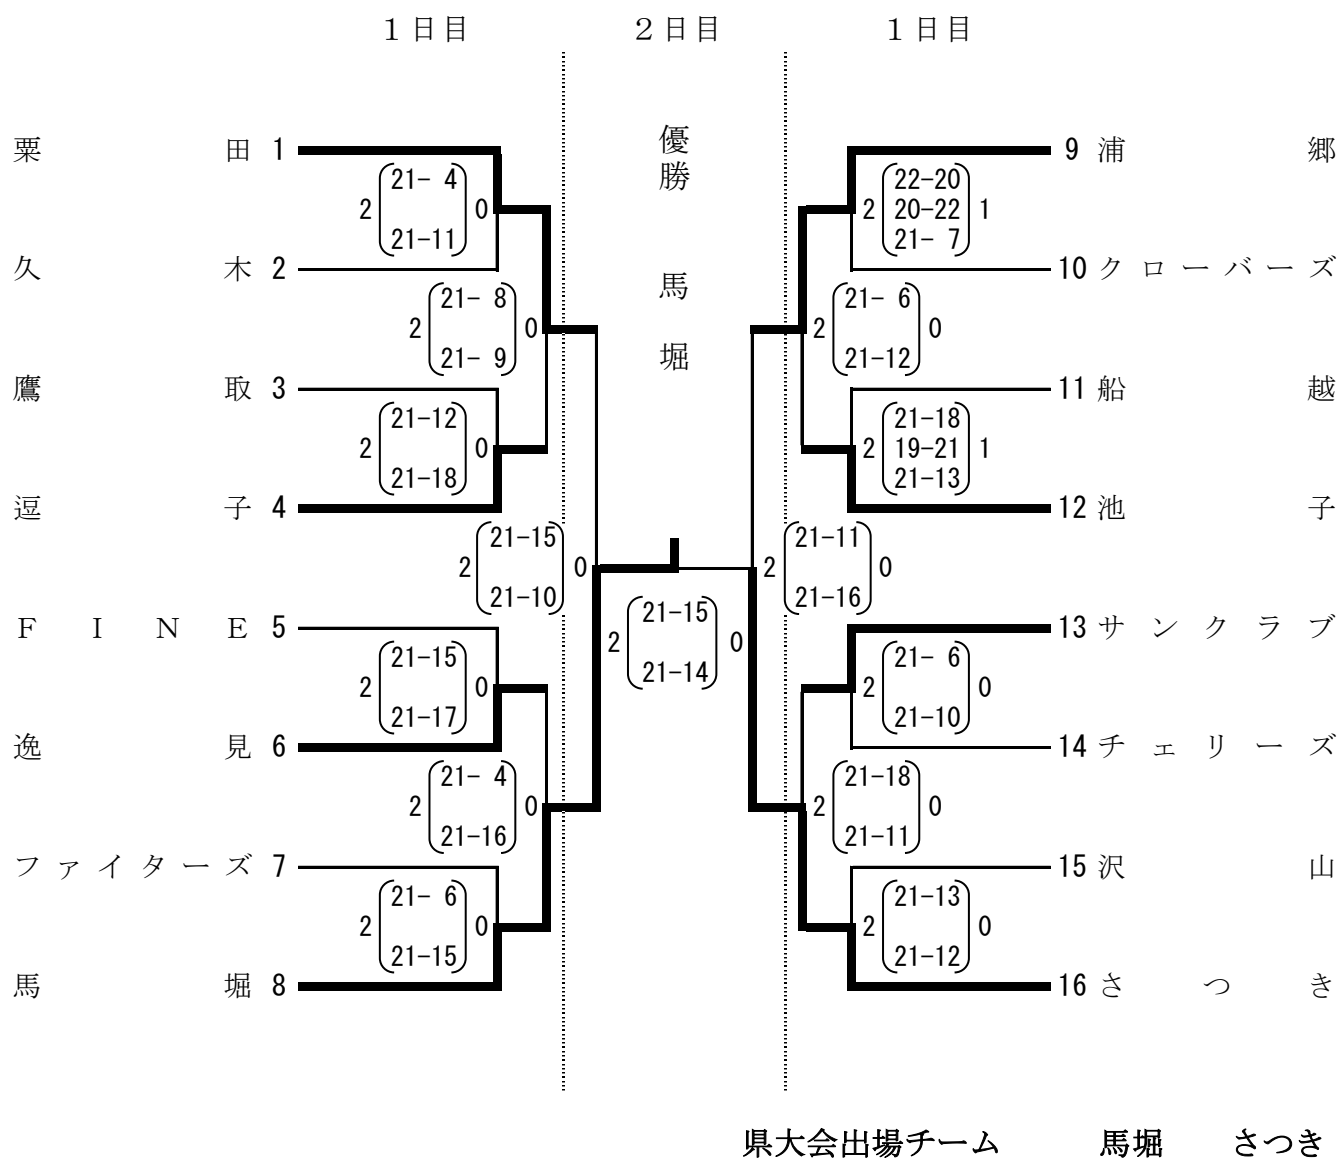 １日目 ２日目 １日目
優勝 馬堀
粟田 1 9 浦郷
21- 4 22-20
2 0 2 20-22 1
21-11 21- 7
久木 2 10 クローバーズ
21- 8 21- 6
2 0 2 0
21- 9 21-12
鷹取 3 11 船越
21-12 21-18
2 0 2 19-21 1
21-18 21-13
逗子 4 12 池子
21-15 21-11
2 0 2 0
21-10 21-16
21-15
2 0
21-14
ＦＩＮＥ 5 13 サンクラブ
21-15 21- 6
2 0 2 0
21-17 21-10
逸見 6 14 チェリーズ
21- 4 21-18
2 0 2 0
21-16 21-11
ファイターズ 7 15 沢山
21- 6 21-13
2 0 2 0
21-15 21-12
馬堀 8 16 さつき
県大会出場チーム 馬堀 さつき